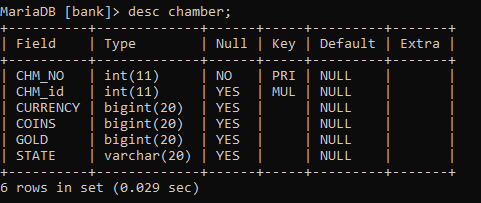 MariaDB [bank]> desc chamber;
+----------+-------------+------+-----+---------+-------+
| Field    | Type        | Null | Key | Default | Extra |
+----------+-------------+------+-----+---------+-------+
| CHM_NO   | int(11)     | NO   | PRI | NULL    |       |
| CHM_id   | int(11)     | YES  | MUL | NULL    |       |
| CURRENCY | bigint(20)  | YES  |     | NULL    |       |
| COINS    | bigint(20)  | YES  |     | NULL    |       |
| GOLD     | bigint(20)  | YES  |     | NULL    |       |
| STATE    | varchar(20) | YES  |     | NULL    |       |
+----------+-------------+------+-----+---------+-------+
6 rows in set (0.029 sec)